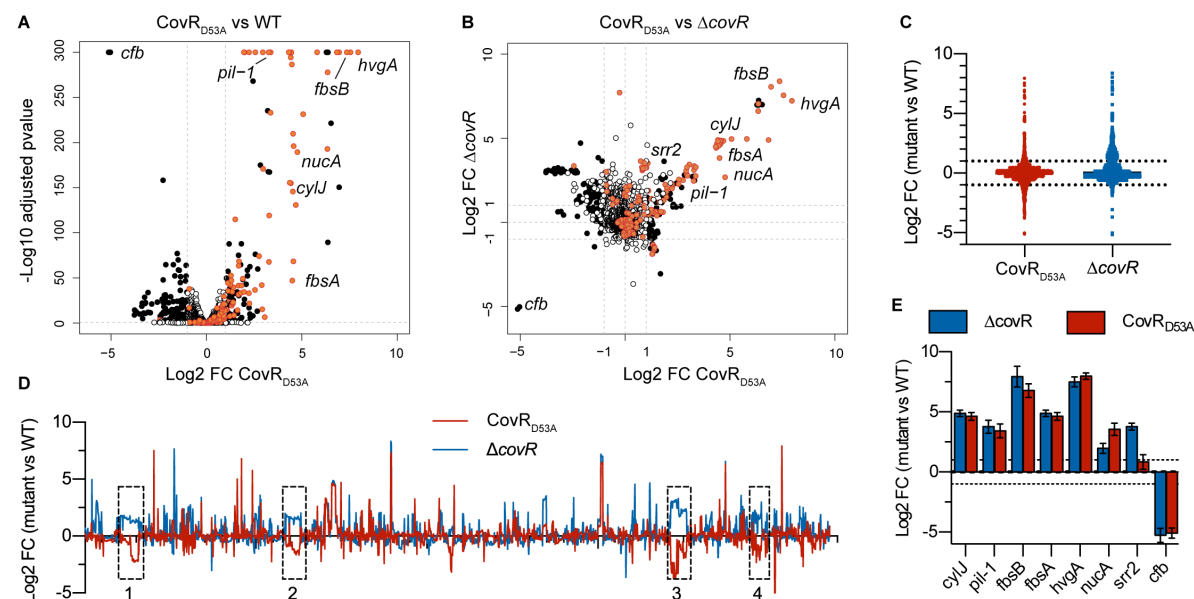 A
CovR D53A vs WT
-Log10 adjusted pvalue
300
250
200
150
100
50
0
cfb
pil−1
fbsB
hvgA
nucA
cylJ
fbsA
−5
0
5
10
Log2 FC CovR D53A
B
CovR D53A vs ΔcovR
Log2 FC ΔcovR
10
5
1
-1
−5
fbsB
hvgA
cylJ
srr2
fbsA
nucA
pil−1
cfb
−5
−1
1
5
10
Log2 FC CovR D53A
C
Log2 FC (mutant vs WT)
10
5
0
-5
CovR D53A
ΔcovR
D
Log2 FC (mutant vs WT)
10
5
0
-5
CovR D53A
ΔcovR
1
2
3
4
E
ΔcovR
CovR D53A
Log2 FC (mutant vs WT)
10
5
0
-5
cylJ
pil-1
fbsB
fbsA
hvgA
nucA
srr2
cfb